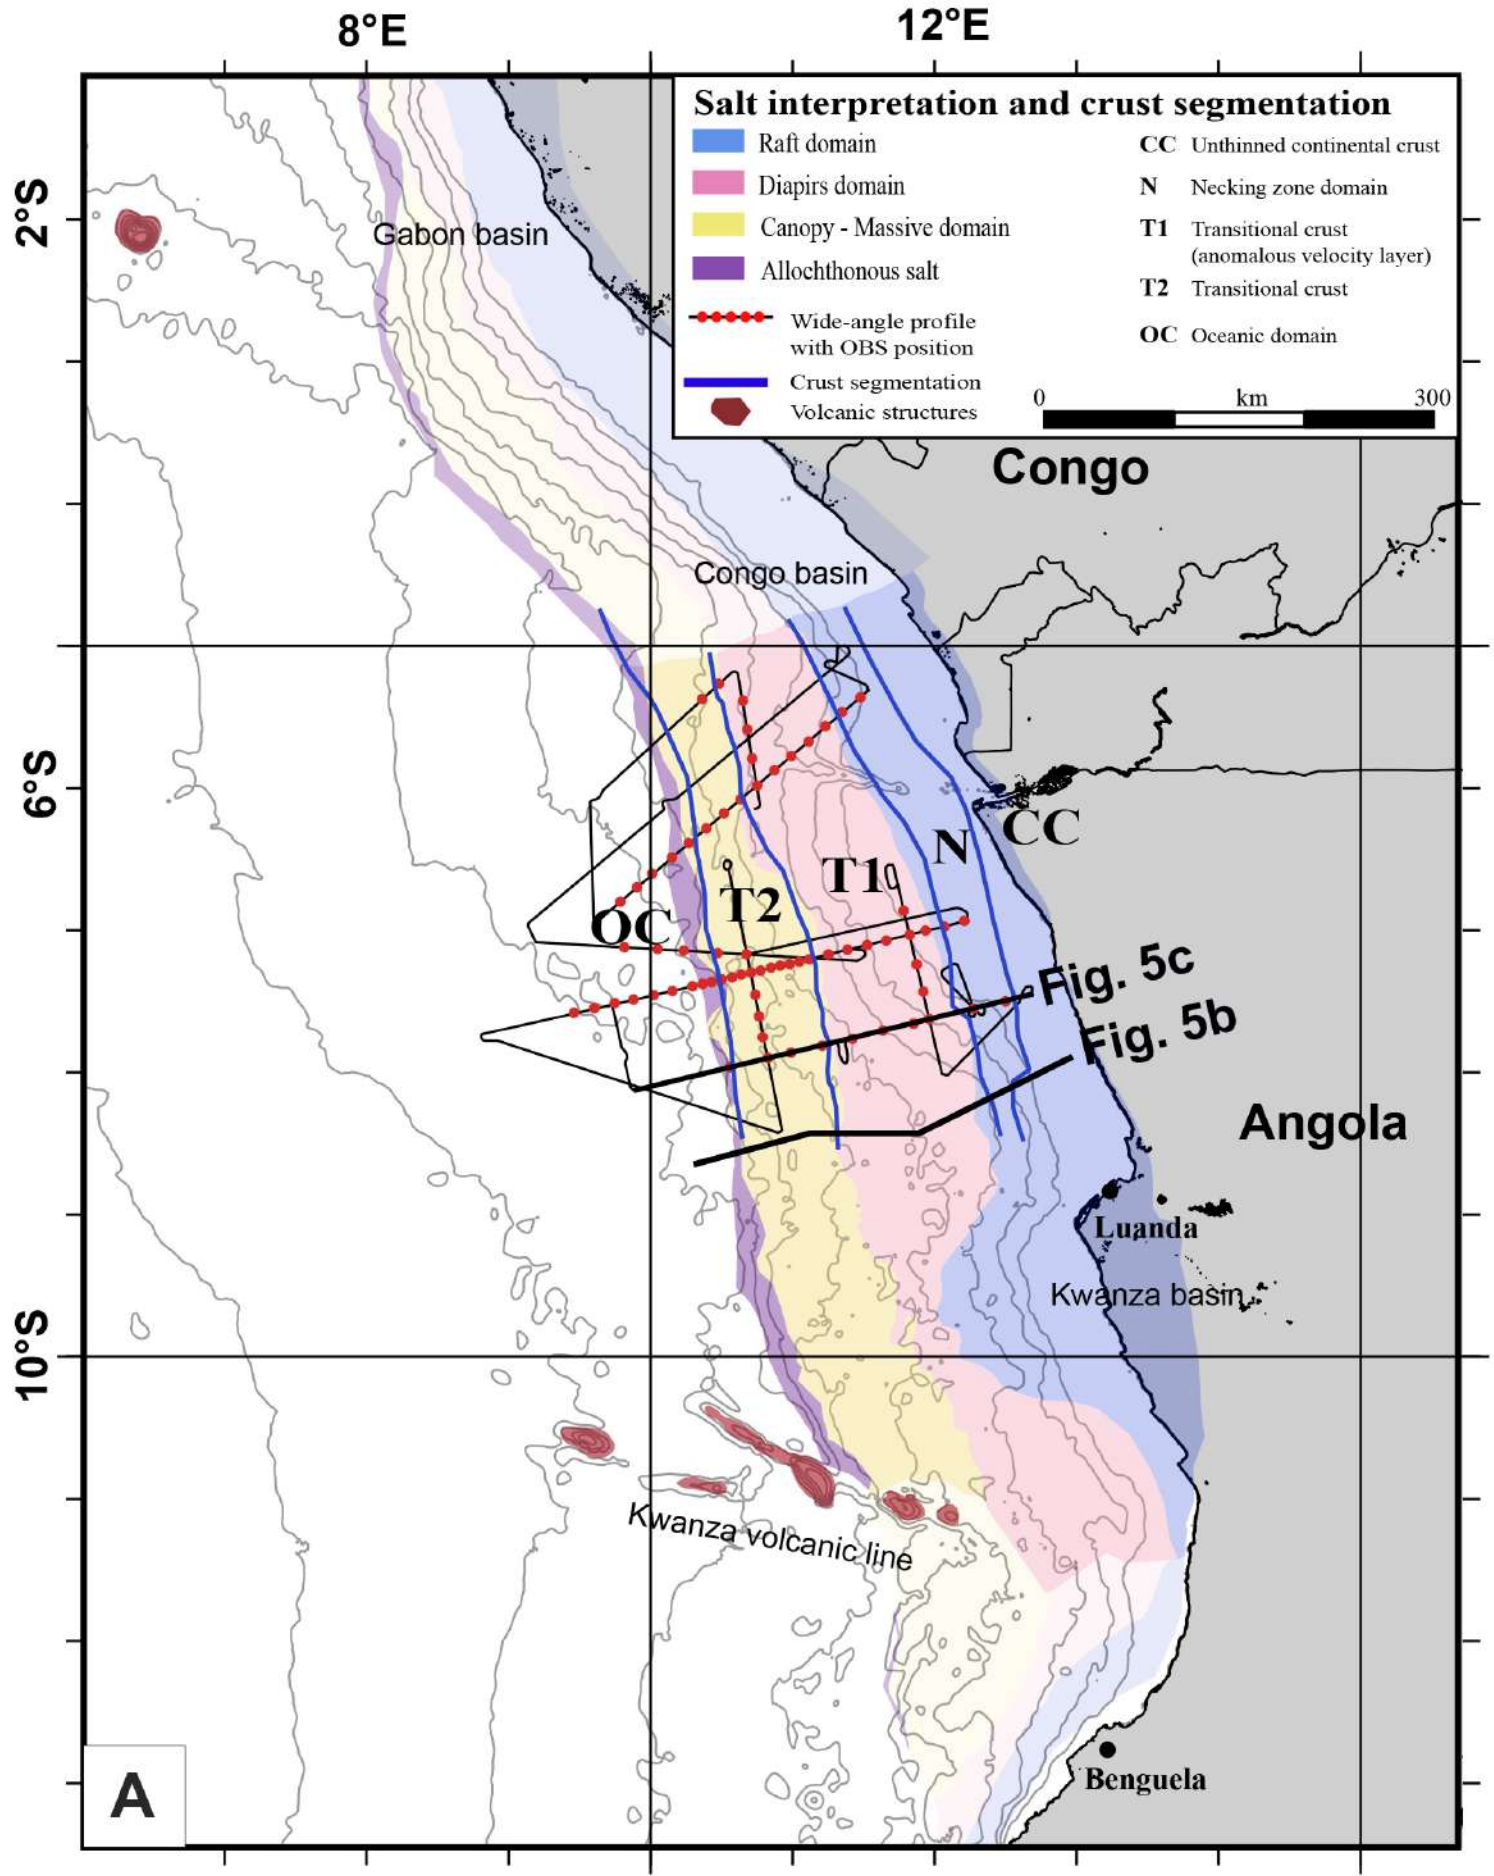 8°E
12°E
Salt interpretation and crust segmentation
Raft domain
Diapirs domain
Canopy - Massive domain
Allochthonous salt
Wide-angle profile
with OBS position
Crust segmentation
Volcanic structures
CC Unthinned continental crust
N Necking zone domain
T1 Transitional crust
(anomalous velocity layer)
T2 Transitional crust
OC Oceanic domain
0 km 300
2°S
Gabon basin
Congo
Congo basin
6°S
CC
N
T1
T2
OC
Fig. 5c
Fig. 5b
Angola
Luanda
Kwanza basin
10°S
Kwanza volcanic line
Benguela
A